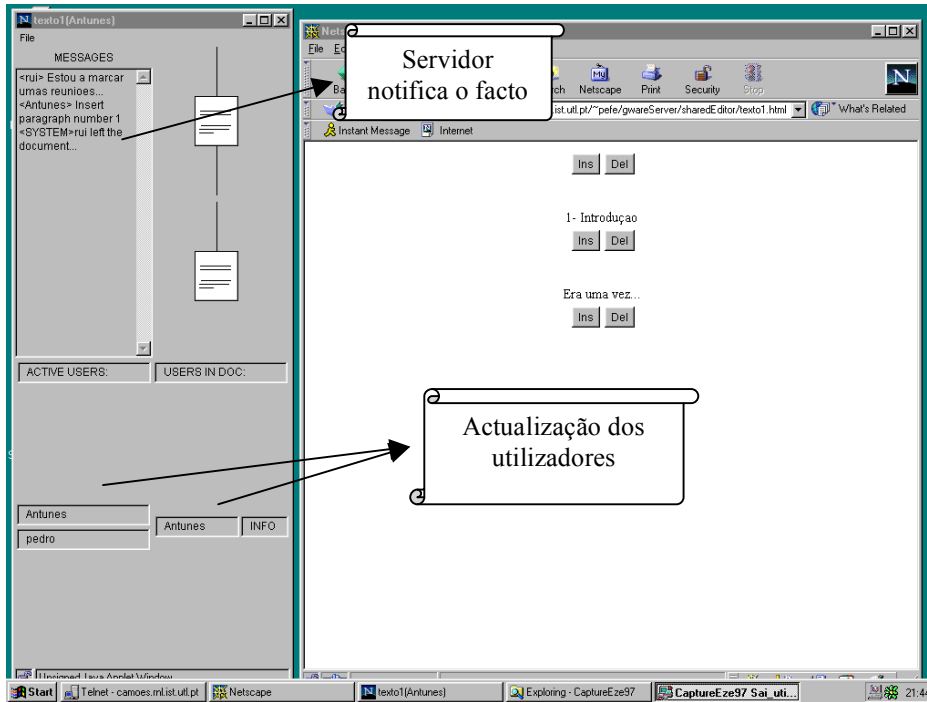 texto1(Antunes)
File
MESSAGES
<rui> Estou a marcar
umas reunioes...
<Antunes> Insert
paragraph number 1
<SYSTEM>rui left the
document...
ACTIVE USERS:
USERS IN DOC:
Antunes
pedro
Antunes
INFO
Unsigned Java Applet Window
File
Servidor
notifica o facto
Netscape
Print
Security
Stop
ist.utl.pt/~pefe/gwareServer/sharedEditor/texto1.html
What's Related
Instant Message
Internet
Ins
Del
1- Introduçao
Ins
Del
Era uma vez...
Ins
Del
Actualização dos
utilizadores
Start
Telnet - camoes.rnl.ist.utl.pt
Netscape
texto1(Antunes)
Exploring - CaptureEze97
CaptureEze97 Sai_uti...
21:44